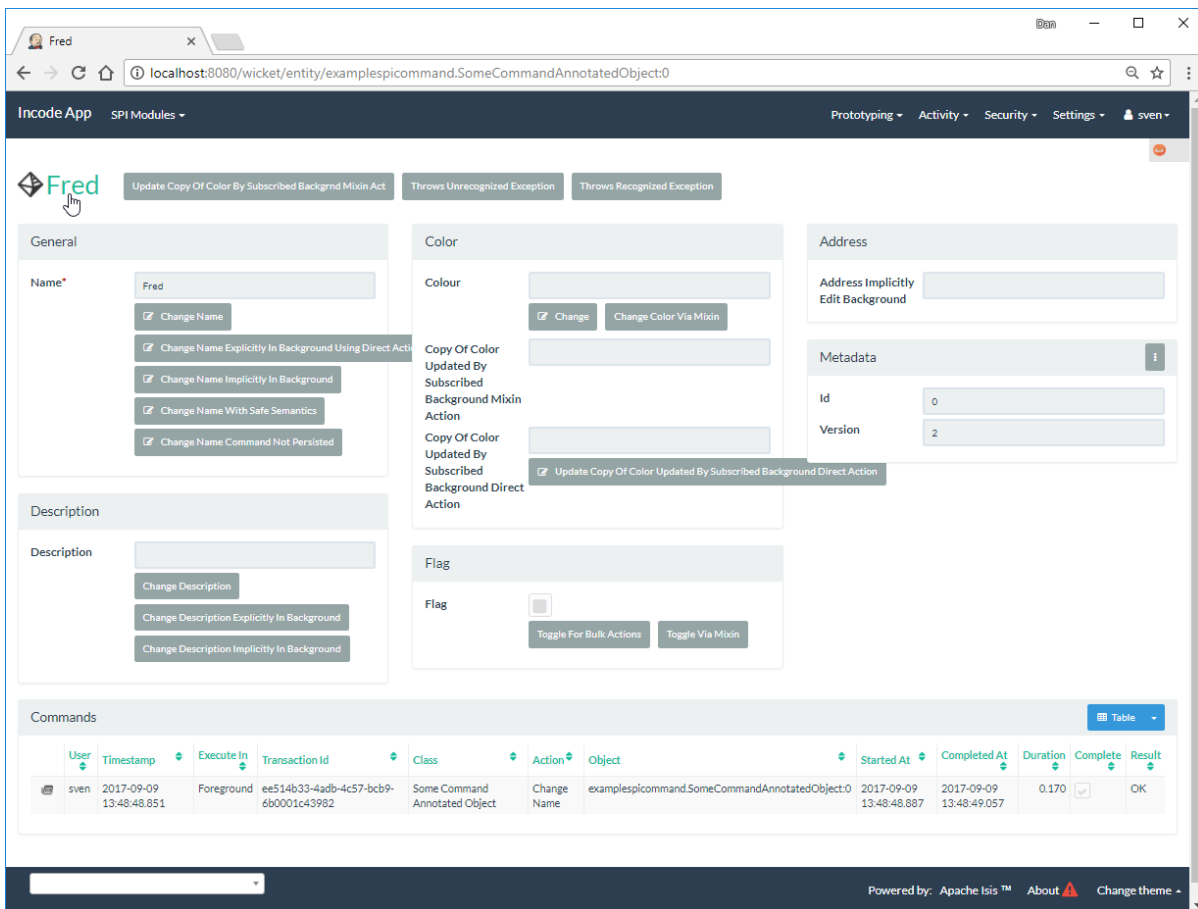 Dan
Fred
localhost:8080/wicket/entity/examplespicommand.SomeCommandAnnotatedObject:0
Incode App SPI Modules Prototyping Activity Security Settings sven
Fred
Update Copy Of Color By Subscribed Backgrnd Mixin Act
Throws Unrecognized Exception
Throws Recognized Exception
General
Name*
Fred
Change Name
Change Name Explicitly In Background Using Direct Acti
Change Name Implicitly In Background
Change Name With Safe Semantics
Change Name Command Not Persisted
Description
Description
Change Description
Change Description Explicitly In Background
Change Description Implicitly In Background
Color
Colour
Change
Change Color Via Mixin
Copy Of Color
Updated By
Subscribed
Background Mixin
Action
Copy Of Color
Updated By
Subscribed
Background Direct
Action
Update Copy Of Color Updated By Subscribed Background Direct Action
Flag
Flag
Toggle For Bulk Actions
Toggle Via Mixin
Address
Address Implicitly
Edit Background
Metadata
Id
0
Version
2
Commands
Table
User Timestamp Execute In Transaction Id Class Action Object Started At Completed At Duration Complete Result
sven 2017-09-09 Foreground ee514b33-4adb-4c57-bcb9- Some Command Change examplespicommand.SomeCommandAnnotatedObject:0 2017-09-09 2017-09-09 0.170 OK
13:48:48.851 6b0001c43982 Annotated Object Name 13:48:48.887 13:48:49.057
Powered by: Apache Isis ™ About Change theme